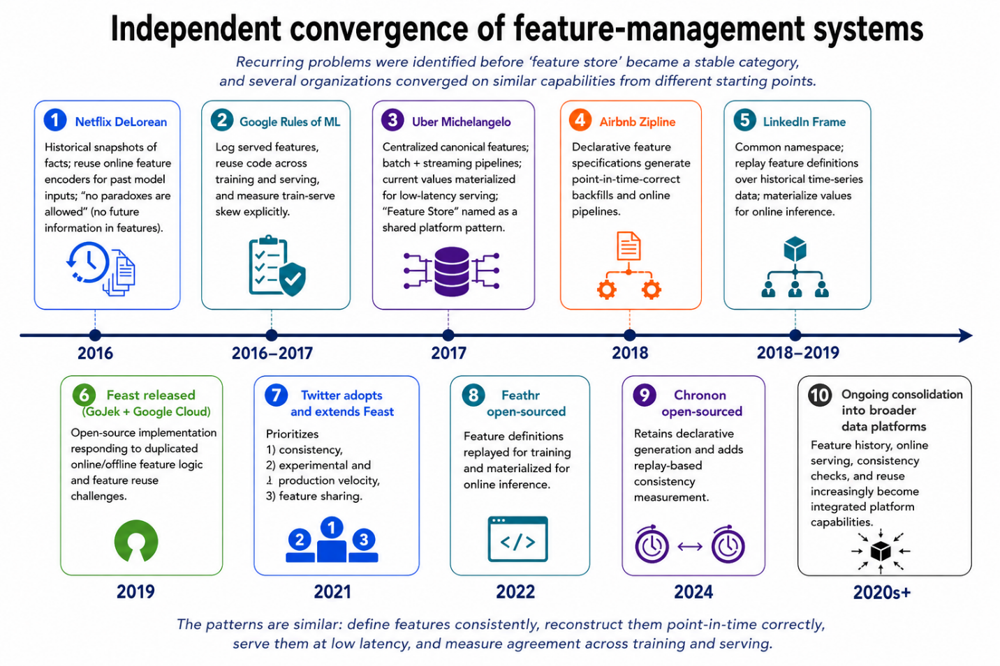 Independent convergence of feature-management systems
Recurring problems were identified before ‘feature store’ became a stable category,
and several organizations converged on similar capabilities from different starting points.
1 Netflix DeLorean
Historical snapshots of
facts; reuse online feature
encoders for past model
inputs; “no paradoxes are
allowed” (no future
information in features).
2 Google Rules of ML
Log served features,
reuse code across
training and serving,
and measure train-serve
skew explicitly.
3 Uber Michelangelo
Centralized canonical features;
batch + streaming pipelines;
current values materialized
for low-latency serving;
“Feature Store” named as a
shared platform pattern.
4 Airbnb Zipline
Declarative feature
specifications generate
point-in-time-correct
backfills and online
pipelines.
5 LinkedIn Frame
Common namespace;
replay feature definitions
over historical time-series
data; materialize values
for online inference.
2016
2016–2017
2017
2018
2018–2019
6 Feast released
(GoJek + Google Cloud)
Open-source implementation
responding to duplicated
online/offline feature logic
and feature reuse
challenges.
2019
7 Twitter adopts
and extends Feast
Prioritizes
1) consistency,
2) experimental and
production velocity,
3) feature sharing.
2 1 3
2021
8 Feathr
open-sourced
Feature definitions
replayed for training
and materialized for
online inference.
</>
2022
9 Chronon
open-sourced
Retains declarative
generation and adds
replay-based
consistency
measurement.
2024
10 Ongoing consolidation
into broader
data platforms
Feature history, online
serving, consistency
checks, and reuse
increasingly become
integrated platform
capabilities.
2020s+
The patterns are similar: define features consistently, reconstruct them point-in-time correctly,
serve them at low latency, and measure agreement across training and serving.